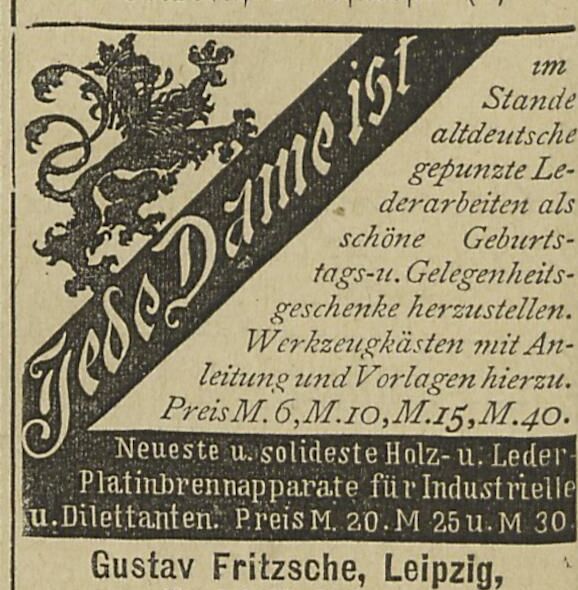 Jede Dame ist
im
Stande
altdeutsche
gepunzte Le-
derarbeiten als
schöne Geburts-
tags-u. Gelegenheits-
geschenke herzustellen.
Werkzeugkästen mit An-
leitung und Vorlagen hierzu.
Preis M. 6, M. 10, M. 15, M. 40.
Neueste u. solideste Holz- u. Leder-
Platinbrennapparate für Industrielle
u. Dilettanten. Preis M. 20. M 25 u. M 30
Gustav Fritzsche, Leipzig,